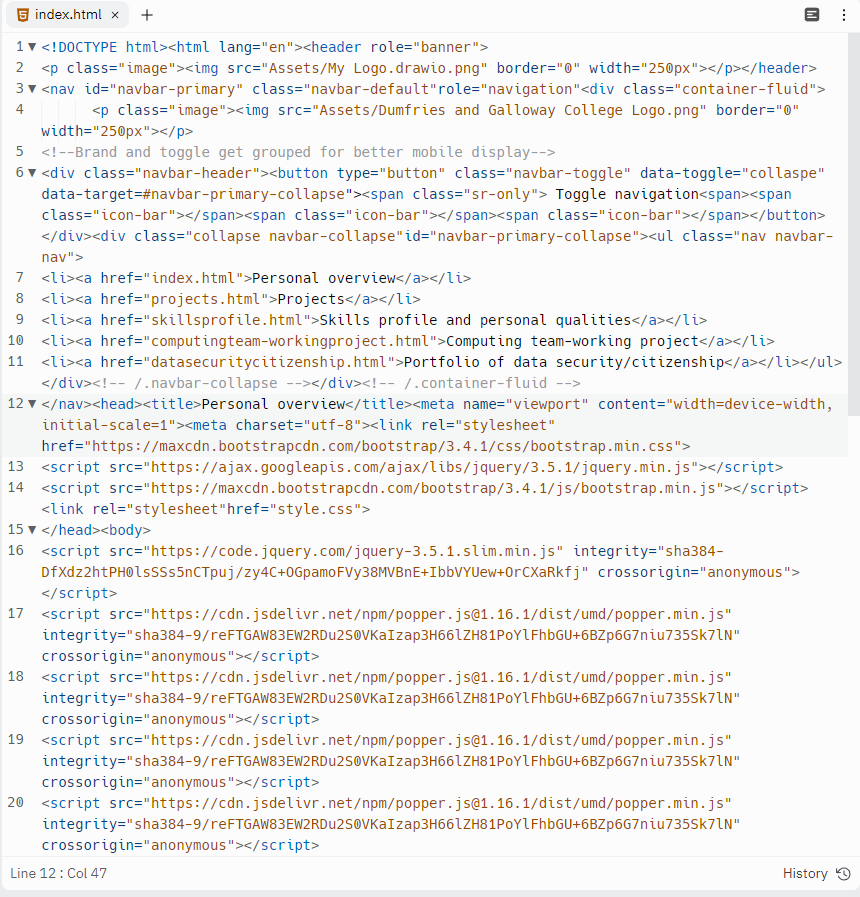 index.html × +
1 ▼ <!DOCTYPE html><html lang="en"><header role="banner">
2 <p class="image"><img src="Assets/My Logo.drawio.png" border="0" width="250px"></p></header>
3 ▼ <nav id="navbar-primary" class="navbar-default"role="navigation"<div class="container-fluid">
4 <p class="image"><img src="Assets/Dumfries and Galloway College Logo.png" border="0"
width="250px"></p>
5 <!--Brand and toggle get grouped for better mobile display-->
6 ▼ <div class="navbar-header"><button type="button" class="navbar-toggle" data-toggle="collaspe"
data-target=#navbar-primary-collapse"><span class="sr-only"> Toggle navigation<span><span
class="icon-bar"></span><span class="icon-bar"></span><span class="icon-bar"></span></button>
</div><div class="collapse navbar-collapse"id="navbar-primary-collapse"><ul class="nav navbar-
nav">
7 <li><a href="index.html">Personal overview</a></li>
8 <li><a href="projects.html">Projects</a></li>
9 <li><a href="skillsprofile.html">Skills profile and personal qualities</a></li>
10 <li><a href="computingteam-workingproject.html">Computing team-working project</a></li>
11 <li><a href="datasecuritycitizenship.html">Portfolio of data security/citizenship</a></li></ul>
</div><!-- /.navbar-collapse --></div><!-- /.container-fluid -->
12 ▼ </nav><head><title>Personal overview</title><meta name="viewport" content="width=device-width,
initial-scale=1"><meta charset="utf-8"><link rel="stylesheet"
href="https://maxcdn.bootstrapcdn.com/bootstrap/3.4.1/css/bootstrap.min.css">
13 <script src="https://ajax.googleapis.com/ajax/libs/jquery/3.5.1/jquery.min.js"></script>
14 <script src="https://maxcdn.bootstrapcdn.com/bootstrap/3.4.1/js/bootstrap.min.js"></script>
<link rel="stylesheet"href="style.css">
15 ▼ </head><body>
16 <script src="https://code.jquery.com/jquery-3.5.1.slim.min.js" integrity="sha384-
DfXdz2htPH0lsSSs5nCTpuj/zy4C+OGpamoFVy38MVBnE+IbbVYUew+OrCXaRkfj" crossorigin="anonymous">
</script>
17 <script src="https://cdn.jsdelivr.net/npm/popper.js@1.16.1/dist/umd/popper.min.js"
integrity="sha384-9/reFTGAW83EW2RDu2S0VKaIzap3H66lZH81PoYlFhbGU+6BZp6G7niu735Sk7lN"
crossorigin="anonymous"></script>
18 <script src="https://cdn.jsdelivr.net/npm/popper.js@1.16.1/dist/umd/popper.min.js"
integrity="sha384-9/reFTGAW83EW2RDu2S0VKaIzap3H66lZH81PoYlFhbGU+6BZp6G7niu735Sk7lN"
crossorigin="anonymous"></script>
19 <script src="https://cdn.jsdelivr.net/npm/popper.js@1.16.1/dist/umd/popper.min.js"
integrity="sha384-9/reFTGAW83EW2RDu2S0VKaIzap3H66lZH81PoYlFhbGU+6BZp6G7niu735Sk7lN"
crossorigin="anonymous"></script>
20 <script src="https://cdn.jsdelivr.net/npm/popper.js@1.16.1/dist/umd/popper.min.js"
integrity="sha384-9/reFTGAW83EW2RDu2S0VKaIzap3H66lZH81PoYlFhbGU+6BZp6G7niu735Sk7lN"
crossorigin="anonymous"></script>
Line 12 : Col 47 History